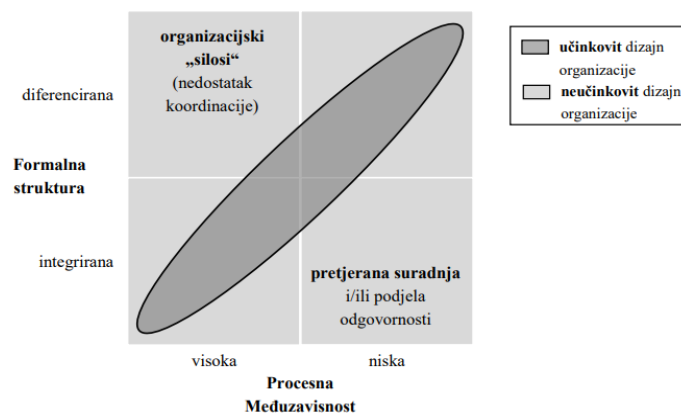 organizacijski
„silosi“
(nedostatak
koordinacije)
učinkovit dizajn
organizacije
neučinkovit dizajn
organizacije
diferencirana
Formalna
struktura
integrirana
pretjerana suradnja
i/ili podjela
odgovornosti
visoka
niska
Procesna
Meduzavisnost